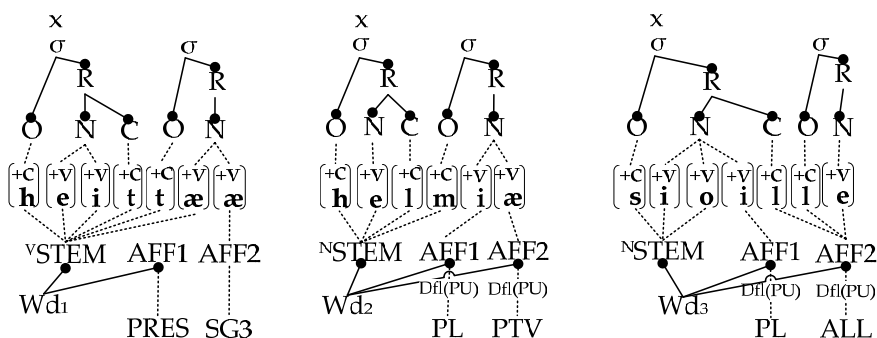 x x x
σ σ σ σ σ σ
R R R R R R
O N C O N O N C O N O N C O N
+c +v +v +c +c +v +v +c +v +c +c +v +v +c +v +v +v +c +c +v
h e i t t æ æ h e l m i æ s i o i l l e
VSTEM AFF1 AFF2 NSTEM AFF1 AFF2 NSTEM AFF1 AFF2
Wd1 Wd2 Dfl(PU) Dfl(PU) Wd3 Dfl(PU) Dfl(PU)
PRES SG3 PL PTV PL ALL